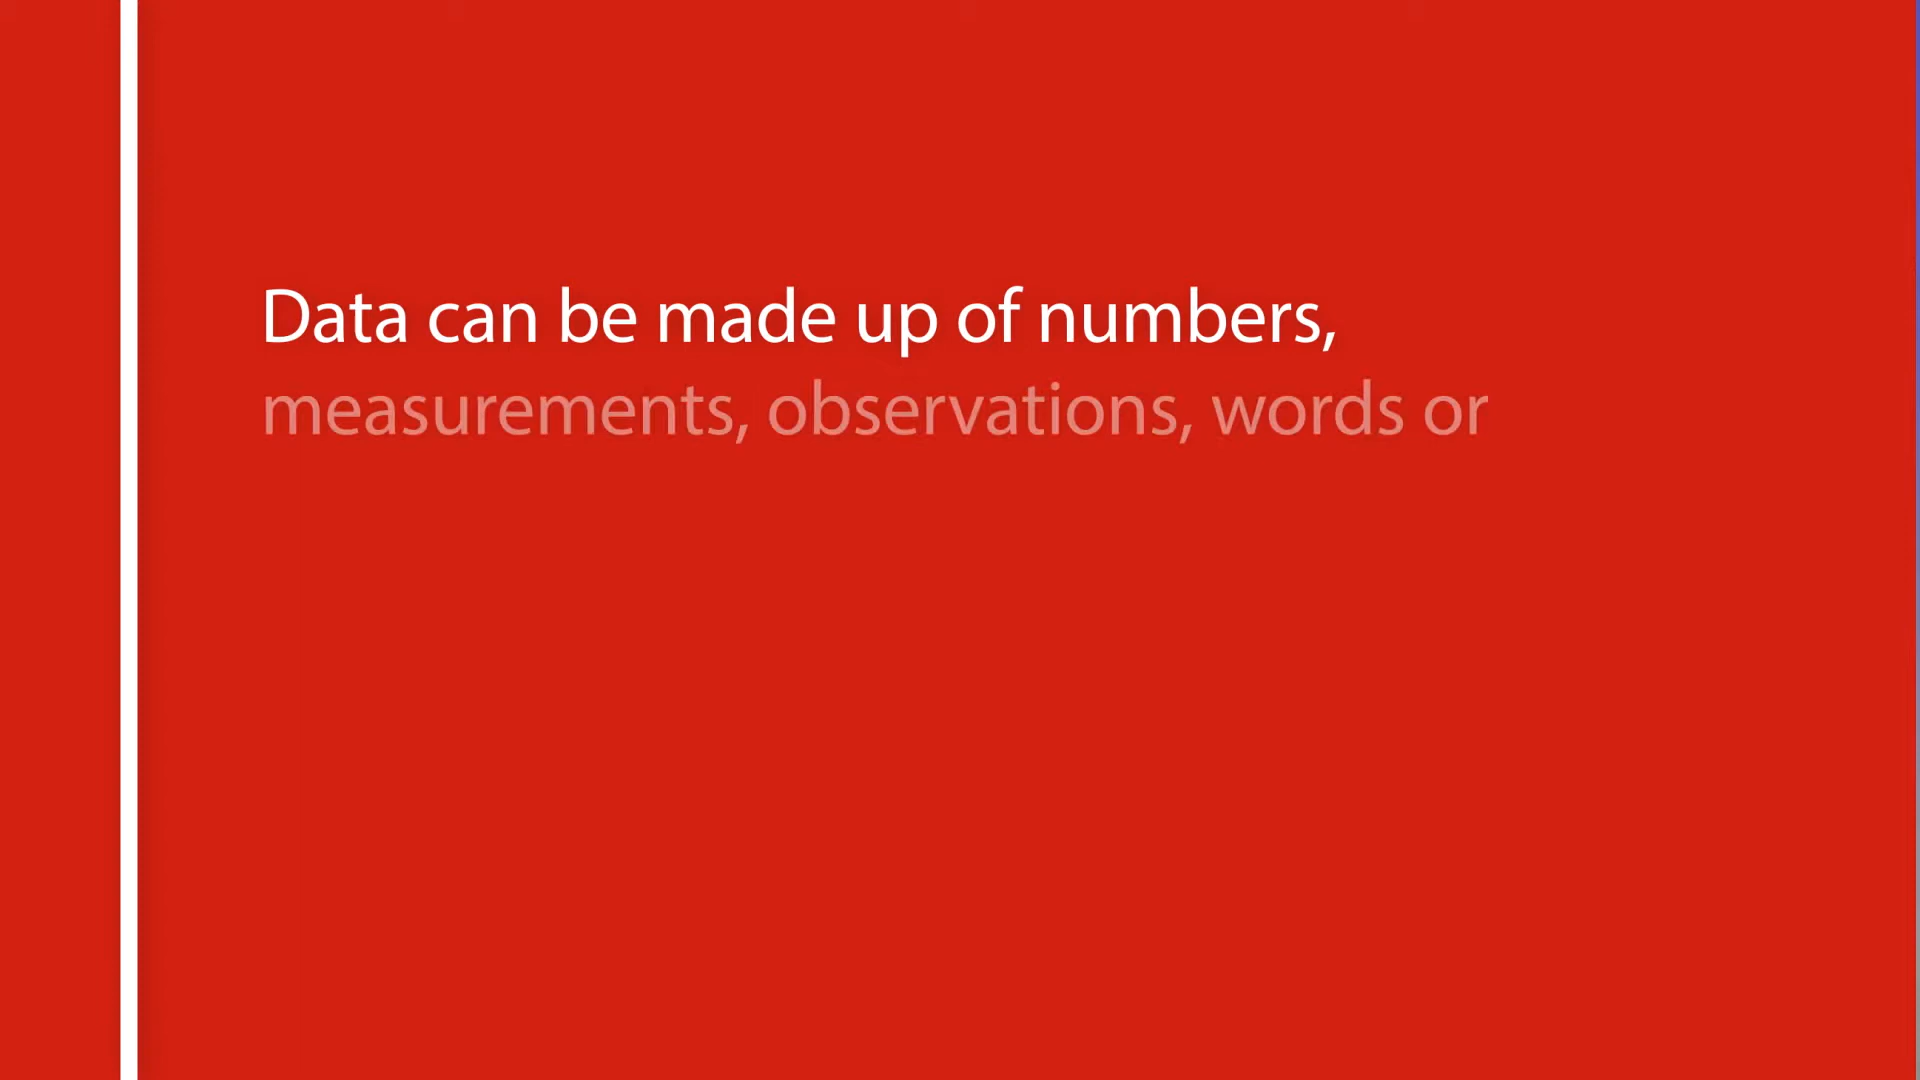 Data can be made up of numbers,
measurements, observations, words or